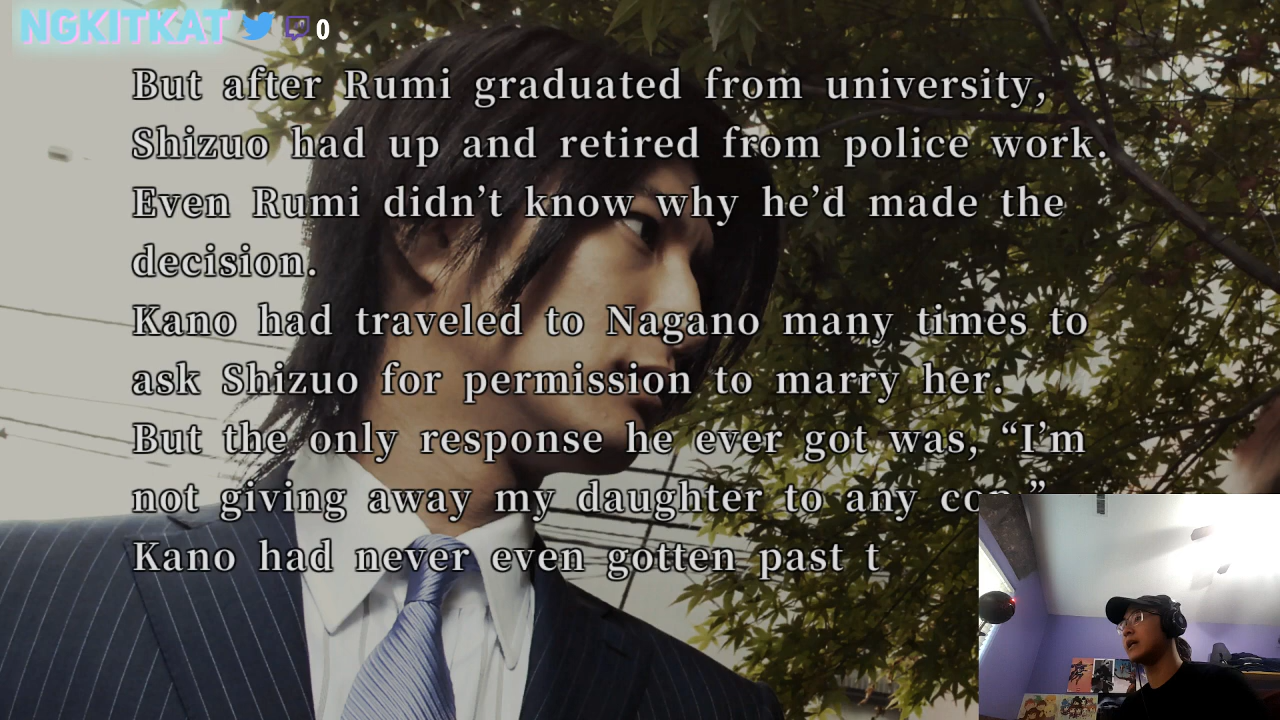 NGKITKAT 0
But after Rumi graduated from university,
Shizuo had up and retired from police work.
Even Rumi didn’t know why he’d made the
decision.
Kano had traveled to Nagano many times to
ask Shizuo for permission to marry her.
But the only response he ever got was, “I’m
not giving away my daughter to any cop.”
Kano had never even gotten past t